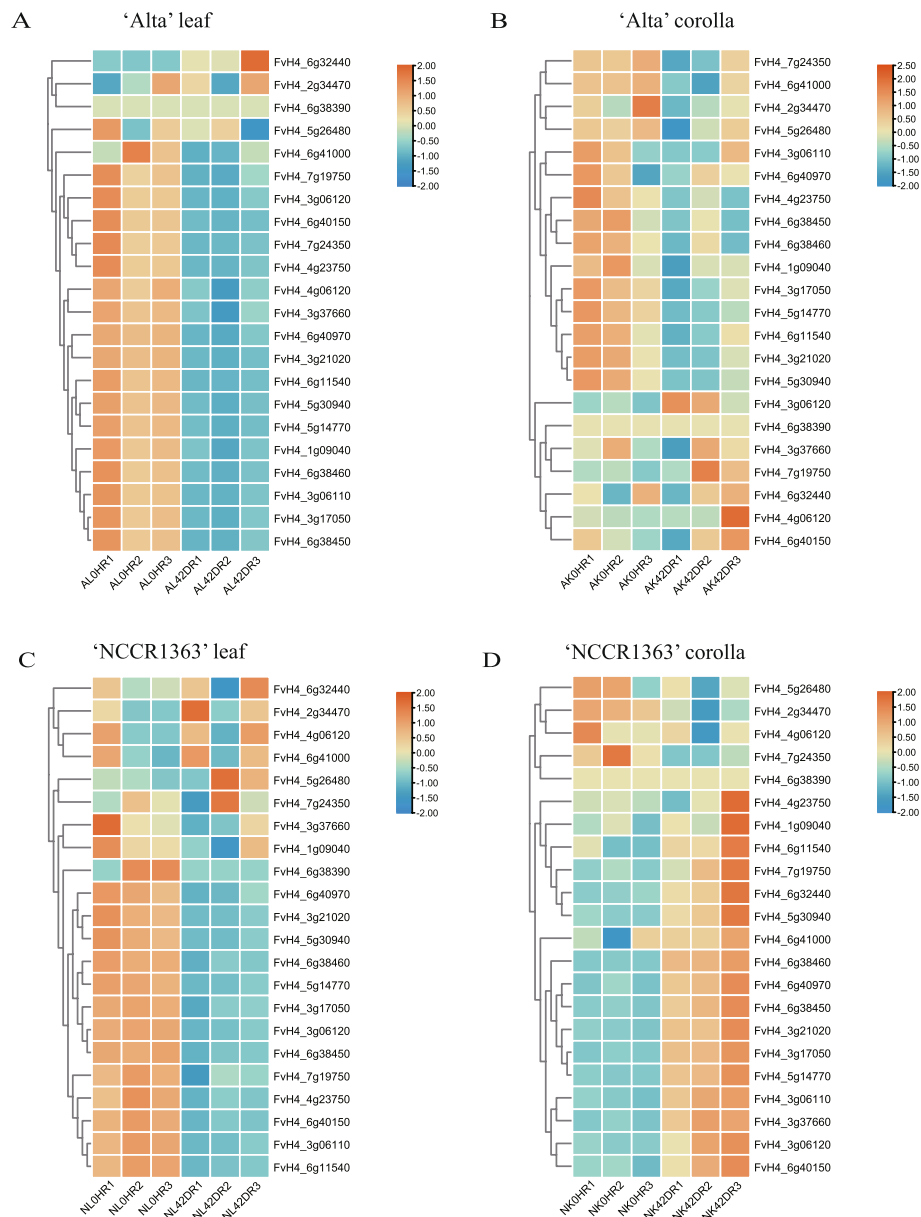 A
‘Alta’ leaf
FvH4_6g32440
FvH4_2g34470
FvH4_6g38390
FvH4_5g26480
FvH4_6g41000
FvH4_7g19750
FvH4_3g06120
FvH4_6g40150
FvH4_7g24350
FvH4_4g23750
FvH4_4g06120
FvH4_3g37660
FvH4_6g40970
FvH4_3g21020
FvH4_6g11540
FvH4_5g30940
FvH4_5g14770
FvH4_1g09040
FvH4_6g38460
FvH4_3g06110
FvH4_3g17050
FvH4_6g38450
AL0HR1
AL0HR2
AL0HR3
AL42DR1
AL42DR2
AL42DR3
2.00
1.50
1.00
0.50
0.00
-0.50
-1.00
-1.50
-2.00
B
‘Alta’ corolla
FvH4_7g24350
FvH4_6g41000
FvH4_2g34470
FvH4_5g26480
FvH4_3g06110
FvH4_6g40970
FvH4_4g23750
FvH4_6g38450
FvH4_6g38460
FvH4_1g09040
FvH4_3g17050
FvH4_5g14770
FvH4_6g11540
FvH4_3g21020
FvH4_5g30940
FvH4_3g06120
FvH4_6g38390
FvH4_3g37660
FvH4_7g19750
FvH4_6g32440
FvH4_4g06120
FvH4_6g40150
AK0HR1
AK0HR2
AK0HR3
AK42DR1
AK42DR2
AK42DR3
2.50
2.00
1.50
1.00
0.50
0.00
-0.50
-1.00
-1.50
-2.00
C
‘NCCR1363’ leaf
FvH4_6g32440
FvH4_2g34470
FvH4_4g06120
FvH4_6g41000
FvH4_5g26480
FvH4_7g24350
FvH4_3g37660
FvH4_1g09040
FvH4_6g38390
FvH4_6g40970
FvH4_3g21020
FvH4_5g30940
FvH4_6g38460
FvH4_5g14770
FvH4_3g17050
FvH4_3g06120
FvH4_6g38450
FvH4_7g19750
FvH4_4g23750
FvH4_6g40150
FvH4_3g06110
FvH4_6g11540
NL0HR1
NL0HR2
NL0HR3
NL42DR1
NL42DR2
NL42DR3
2.00
1.50
1.00
0.50
0.00
-0.50
-1.00
-1.50
-2.00
D
‘NCCR1363’ corolla
FvH4_5g26480
FvH4_2g34470
FvH4_4g06120
FvH4_7g24350
FvH4_6g38390
FvH4_4g23750
FvH4_1g09040
FvH4_6g11540
FvH4_7g19750
FvH4_6g32440
FvH4_5g30940
FvH4_6g41000
FvH4_6g38460
FvH4_6g40970
FvH4_6g38450
FvH4_3g21020
FvH4_3g17050
FvH4_5g14770
FvH4_3g06110
FvH4_3g37660
FvH4_3g06120
FvH4_6g40150
NK0HR1
NK0HR2
NK0HR3
NK42DR1
NK42DR2
NK42DR3
2.00
1.50
1.00
0.50
0.00
-0.50
-1.00
-1.50
-2.00